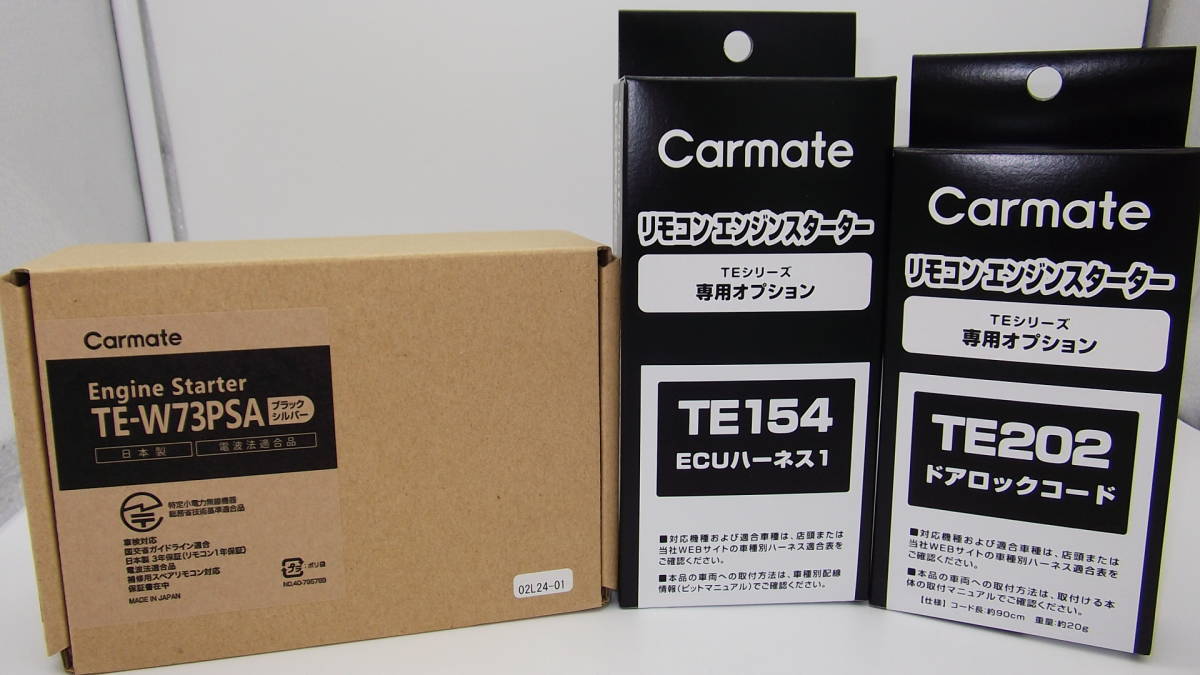 Carmate
Engine Starter
TE-W73PSA ブラック
シルバー
日本製 電波法適合品
特定小電力無線機器
総務省技術基準適合品
車検対応
国交省ガイドライン適合
日本製 3年保証(リモコン1年保証)
電波法適合品
補修用スペアリモコン対応
保証書在中
MADE IN JAPAN
プラ :ポリ袋
02L24-01
Carmate
リモコン エンジンスターター
TEシリーズ
専用オプション
TE154
ECUハーネス1
■対応機種および適合車種は、店頭または
当社WEBサイトの車種別ハーネス適合表を
ご確認ください。
■本品の車両への取付方法は、車種別配線
情報(ピットマニュアル)でご確認ください。
Carmate
リモコン エンジンスターター
TEシリーズ
専用オプション
TE202
ドアロックコード
■対応機種および適合車種は、店頭または
当社WEBサイトの車種別ハーネス適合表を
ご確認ください。
■本品の車両への取付方法は、取付ける本
体の取付マニュアルでご確認ください。
【仕様】コード長:約90cm 重量:約20g